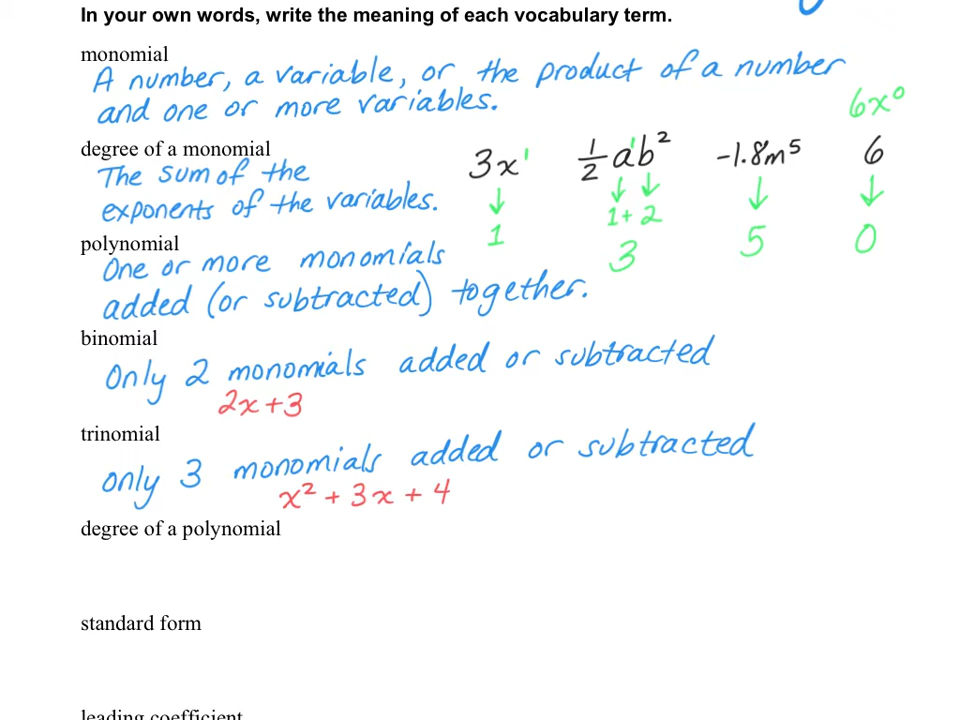 In your own words, write the meaning of each vocabulary term.
monomial
A number, a variable, or the product of a number
and one or more variables.
6x⁰
degree of a monomial
The sum of the
exponents of the variables.
3x¹ ½a¹b² -1.8m⁵ 6
↓ ↓ ↓ ↓ ↓
1 1+2 5 0
3
polynomial
One or more monomials
added (or subtracted) together.
binomial
Only 2 monomials added or subtracted
2x+3
trinomial
only 3 monomials added or subtracted
x² + 3x + 4
degree of a polynomial
standard form
leading coefficient